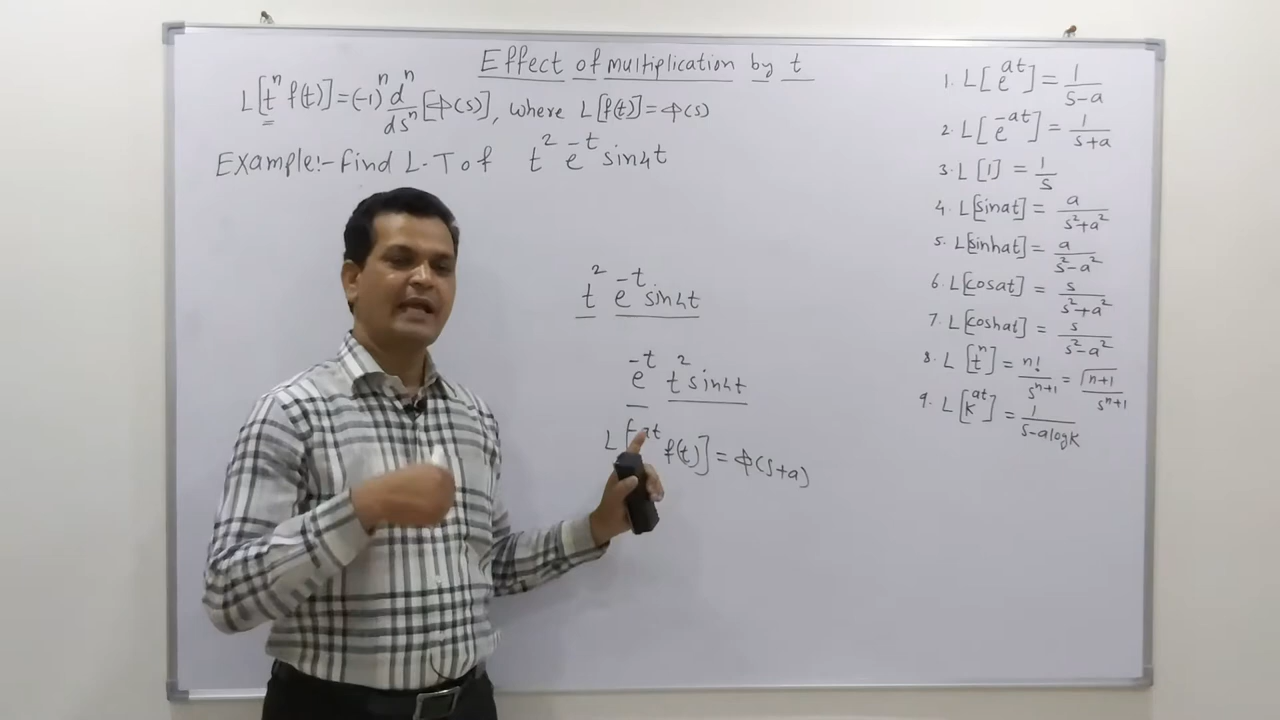 Effect of multiplication by t
L[tⁿ f(t)] = (-1)ⁿ dⁿ/dsⁿ [ϕ(s)], where L[f(t)] = ϕ(s)
Example:- Find L.T of t² e⁻ᵗ sin4t
t² e⁻ᵗ sin4t
e⁻ᵗ t² sin4t
L[e⁻ᵃᵗ f(t)] = ϕ(s+a)
1. L[eᵃᵗ] = 1/(s-a)
2. L[e⁻ᵃᵗ] = 1/(s+a)
3. L[1] = 1/s
4. L[sinat] = a/(s²+a²)
5. L[sinhat] = a/(s²-a²)
6. L[cosat] = s/(s²+a²)
7. L[coshat] = s/(s²-a²)
8. L[tⁿ] = n!/sⁿ⁺¹ = ⌈n+1/sⁿ⁺¹
9. L[kᵃᵗ] = 1/(s-alogk)